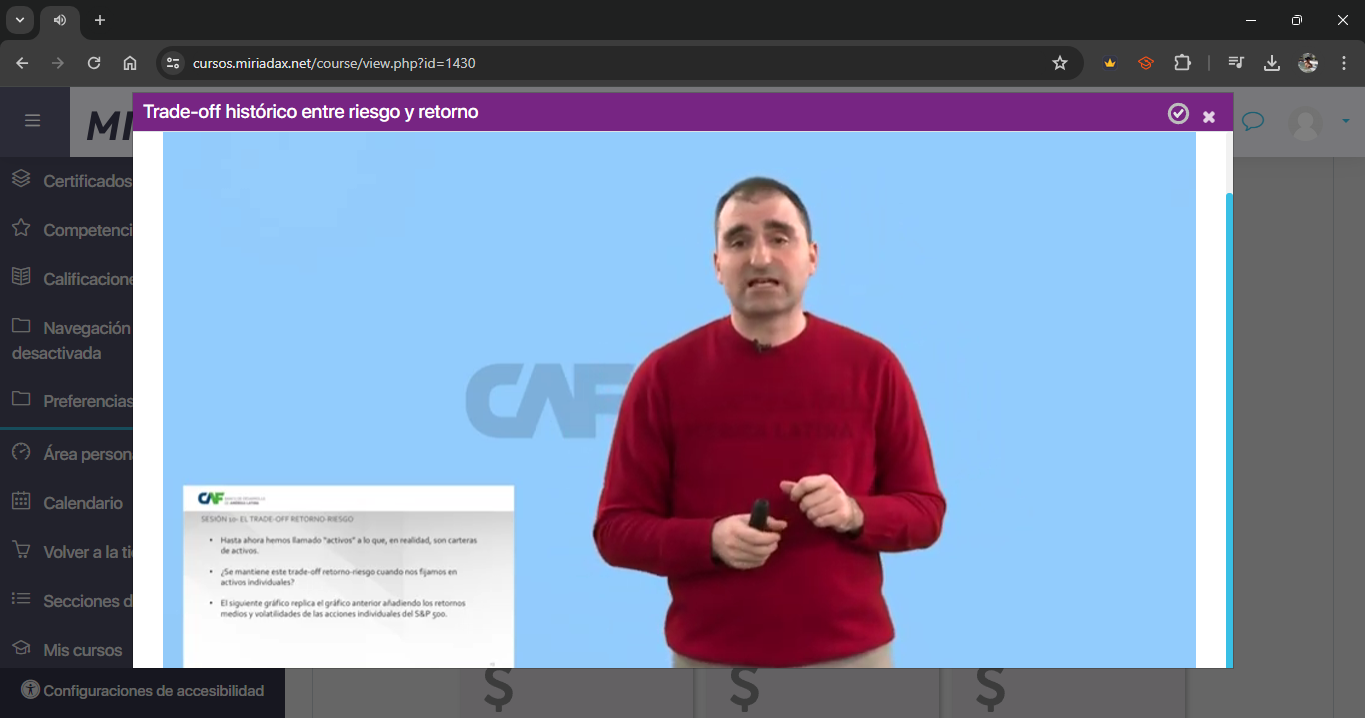 cursos.miriadax.net/course/view.php?id=1430
Trade-off histórico entre riesgo y retorno
MI
Certificados
Competenci
Calificacione
Navegación
desactivada
Preferencias
Área person
Calendario
Volver a la ti
Secciones d
Mis cursos
Configuraciones de accesibilidad
CAF
CAF
SESIÓN 10- EL TRADE-OFF RETORNO-RIESGO
• Hasta ahora hemos llamado "activos" a lo que, en realidad, son carteras
de activos.
• ¿Se mantiene este trade-off retorno-riesgo cuando nos fijamos en
activos individuales?
• El siguiente gráfico replica el gráfico anterior añadiendo los retornos
medios y volatilidades de las acciones individuales del S&P 500.
$ $ $